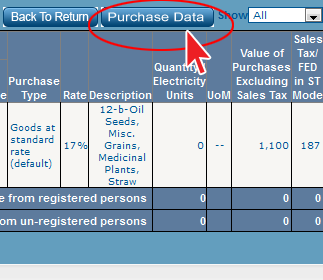 Back To Return Purchase Data Show All
Sales
Quantity Value of Tax/
Purchase Electricity Purchases FED
Type Rate Description Units UoM Excluding in ST
Sales Tax Mode
12-b-Oil
Goods at Seeds,
standard Misc.
rate 17% Grains, 0 -- 1,100 187
(default) Medicinal
Plants,
Straw
e from registered persons 0 0 0
om un-registered persons 0 0 0